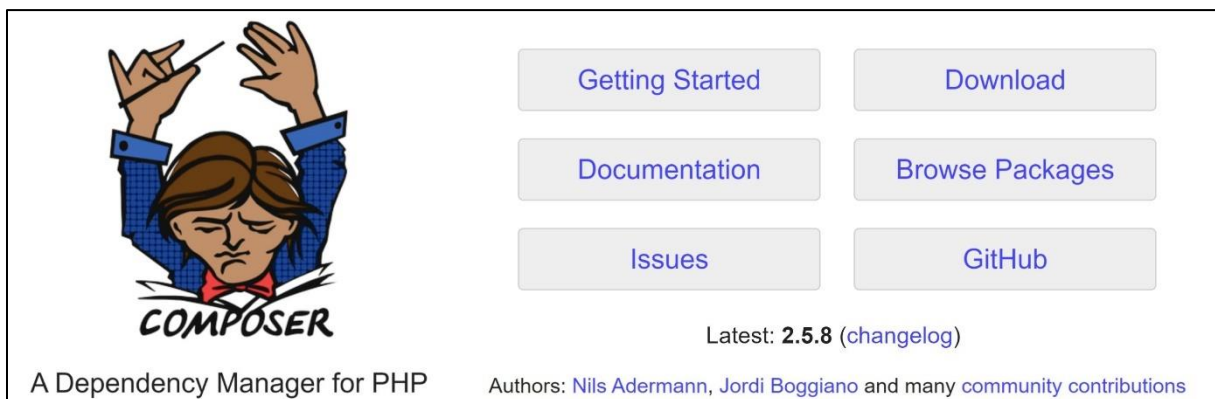 COMPOSER
A Dependency Manager for PHP
Getting Started
Download
Documentation
Browse Packages
Issues
GitHub
Latest: 2.5.8 (changelog)
Authors: Nils Adermann, Jordi Boggiano and many community contributions